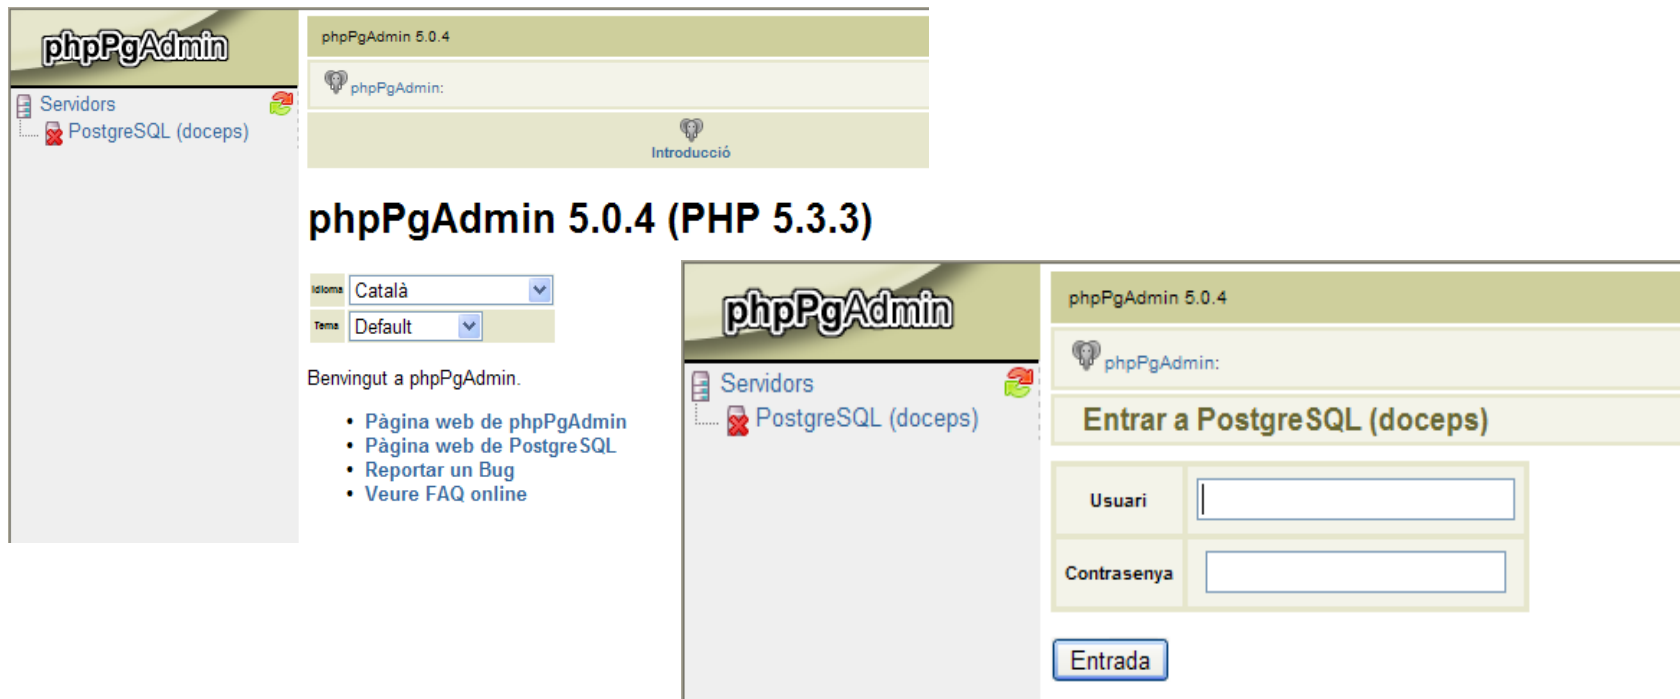 phpPgAdmin
Servidors
PostgreSQL (doceps)
phpPgAdmin 5.0.4
phpPgAdmin:
Introducció
phpPgAdmin 5.0.4 (PHP 5.3.3)
Idioma Català
Tema Default
Benvingut a phpPgAdmin.
• Pàgina web de phpPgAdmin
• Pàgina web de PostgreSQL
• Reportar un Bug
• Veure FAQ online
phpPgAdmin
Servidors
PostgreSQL (doceps)
phpPgAdmin 5.0.4
phpPgAdmin:
Entrar a PostgreSQL (doceps)
Usuari
Contrasenya
Entrada